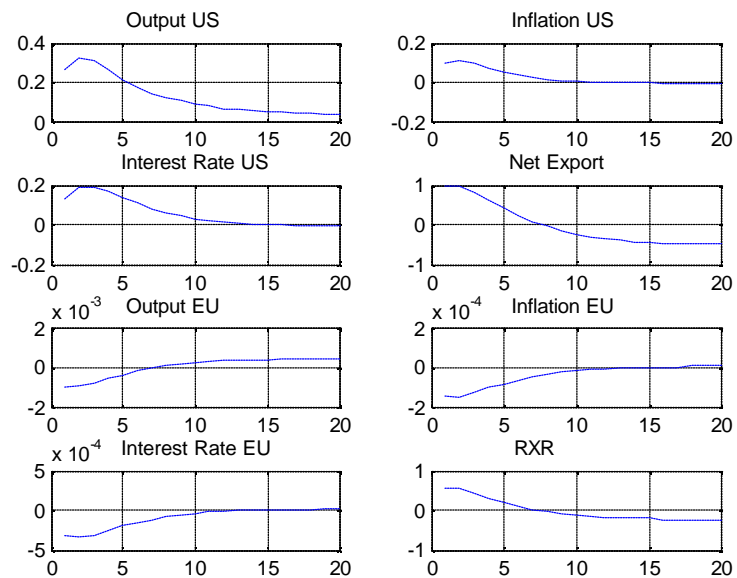 Output US
0.4
0.2
0
0 5 10 15 20
Inflation US
0.2
0
-0.2
0 5 10 15 20
Interest Rate US
0.2
0
-0.2
0 5 10 15 20
Net Export
1
0
-1
0 5 10 15 20
x 10-3
Output EU
2
0
-2
0 5 10 15 20
x 10-4
Inflation EU
2
0
-2
0 5 10 15 20
x 10-4
Interest Rate EU
5
0
-5
0 5 10 15 20
RXR
1
0
-1
0 5 10 15 20